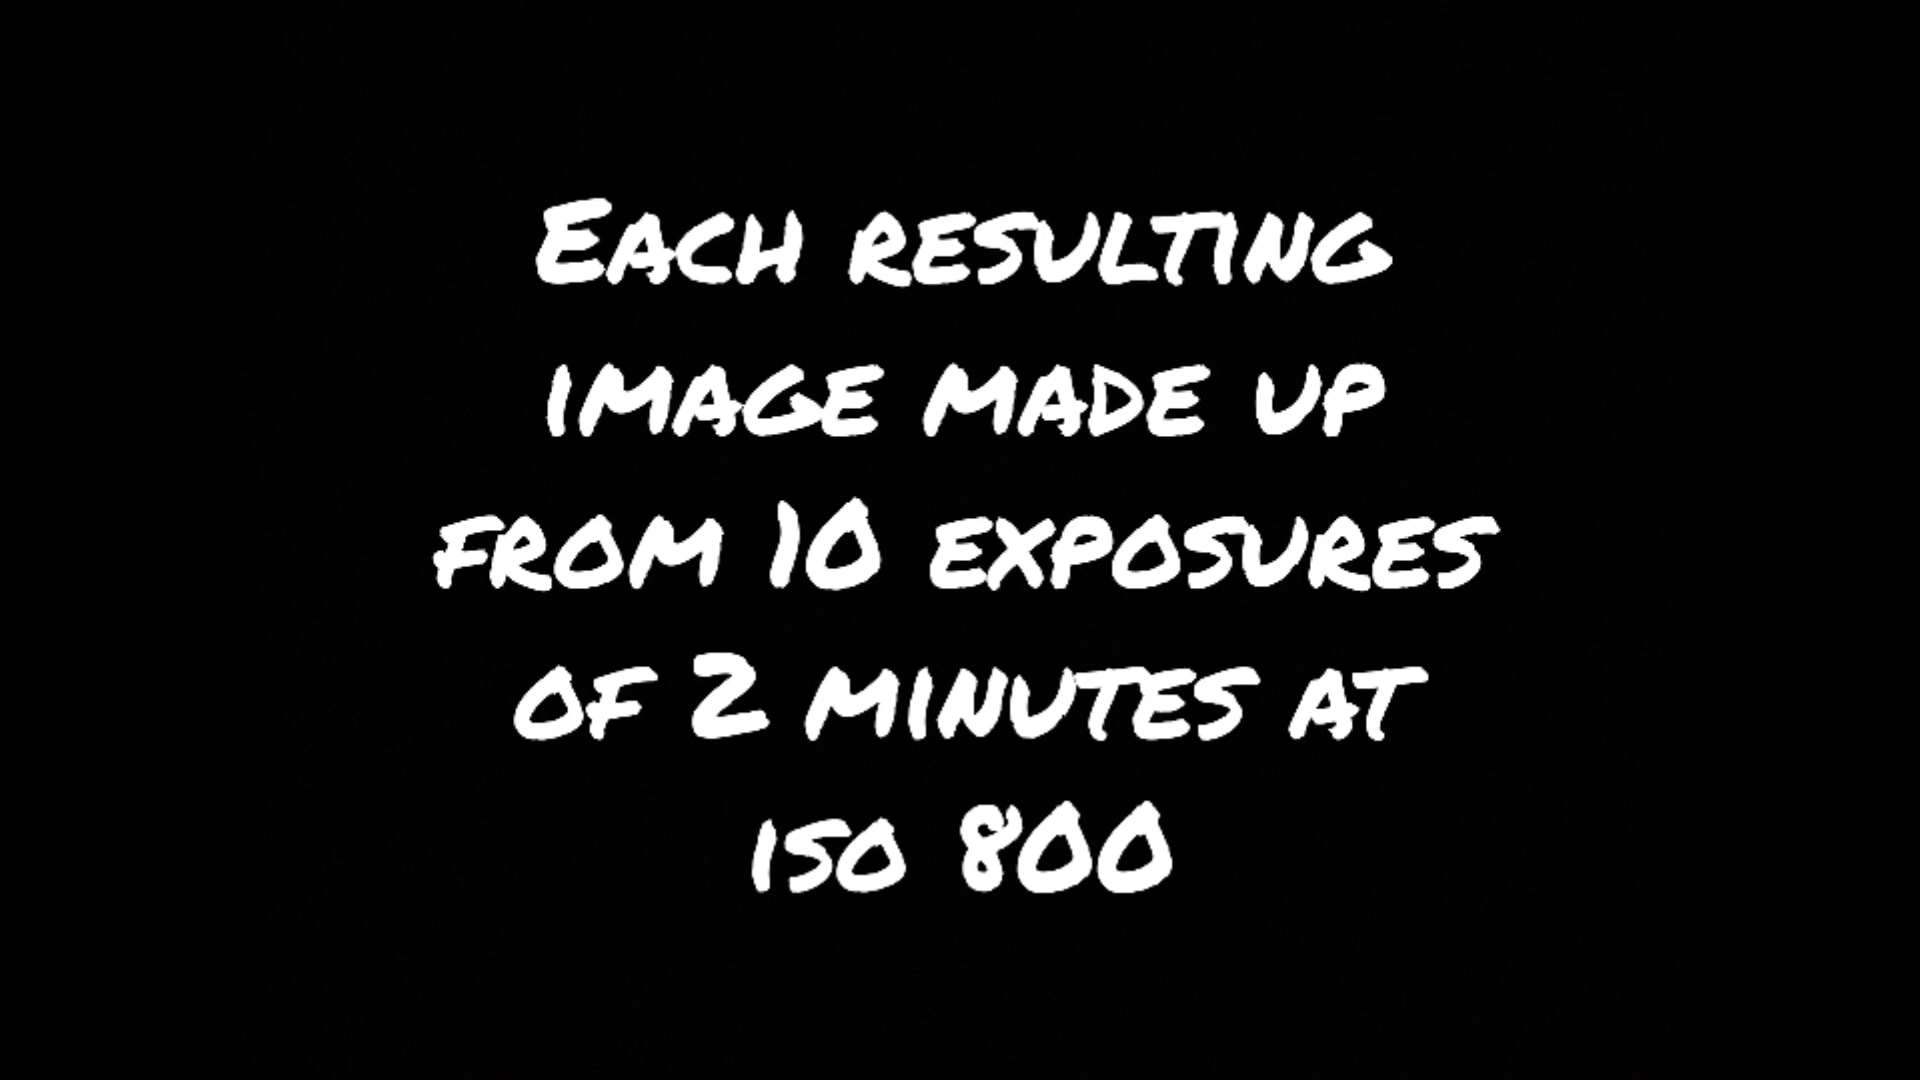 Each resulting
image made up
from 10 exposures
of 2 minutes at
iso 800